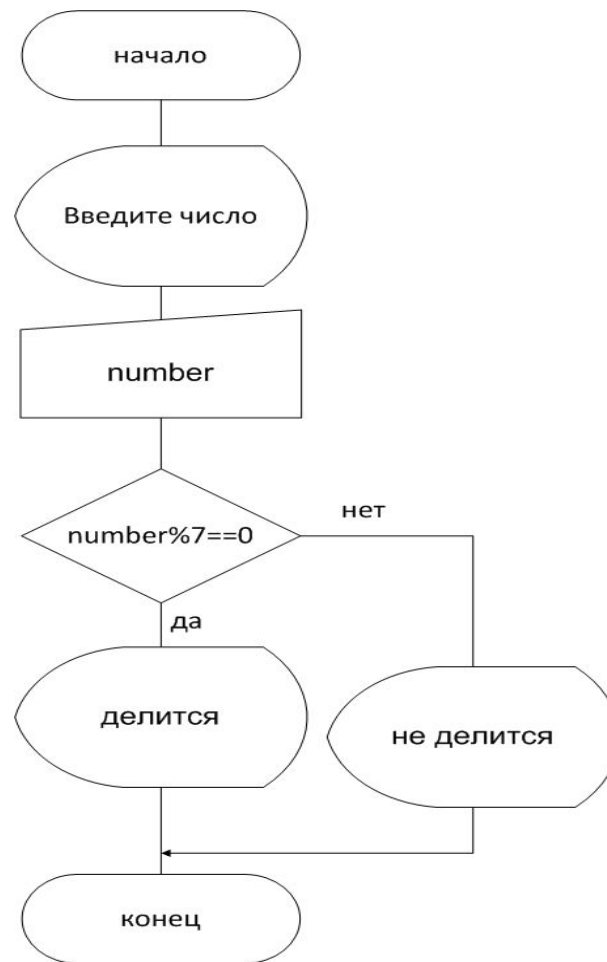 начало
Введите число
number
number%7==0
нет
да
делится
не делится
конец